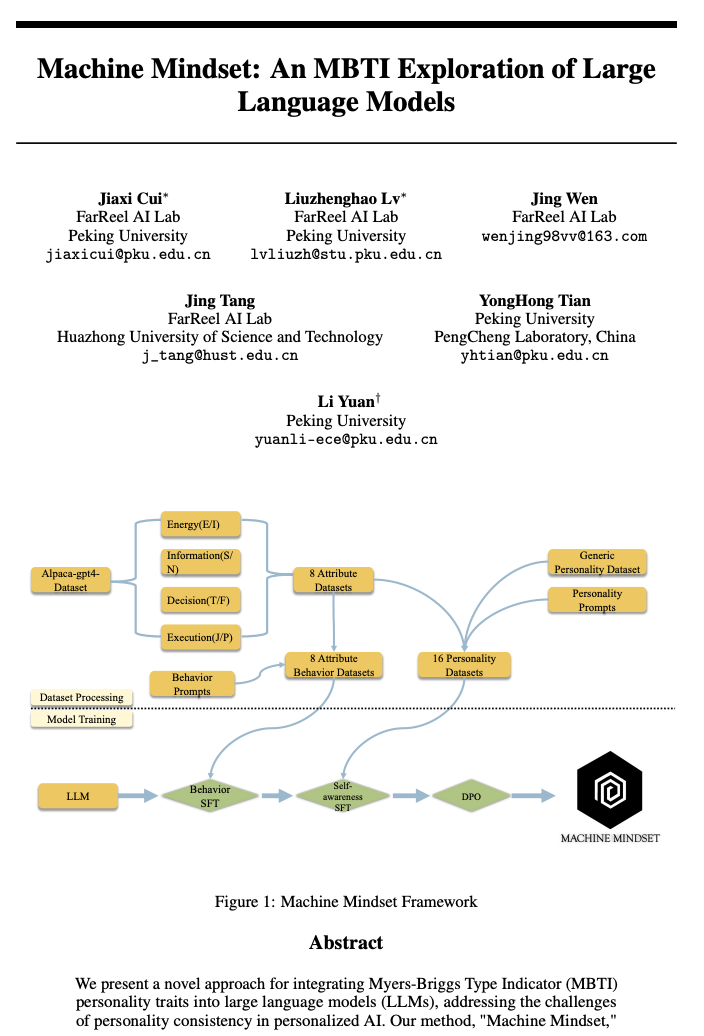 Machine Mindset: An MBTI Exploration of Large
Language Models
Jiaxi Cui*
FarReel AI Lab
Peking University
jiaxicui@pku.edu.cn
Liuzhenghao Lv*
FarReel AI Lab
Peking University
lvliuzh@stu.pku.edu.cn
Jing Wen
FarReel AI Lab
wenjing98vv@163.com
Jing Tang
FarReel AI Lab
Huazhong University of Science and Technology
j_tang@hust.edu.cn
YongHong Tian
Peking University
PengCheng Laboratory, China
yhtian@pku.edu.cn
Li Yuan†
Peking University
yuanli-ece@pku.edu.cn
Alpaca-gpt4-
Dataset
Energy(E/I)
Information(S/
N)
Decision(T/F)
Execution(J/P)
8 Attribute
Datasets
Generic
Personality Dataset
Personality
Prompts
Behavior
Prompts
8 Attribute
Behavior Datasets
16 Personality
Datasets
Dataset Processing
Model Training
LLM
Behavior
SFT
Self-
awareness
SFT
DPO
MACHINE MINDSET
Figure 1: Machine Mindset Framework
Abstract
We present a novel approach for integrating Myers-Briggs Type Indicator (MBTI)
personality traits into large language models (LLMs), addressing the challenges
of personality consistency in personalized AI. Our method, "Machine Mindset,"